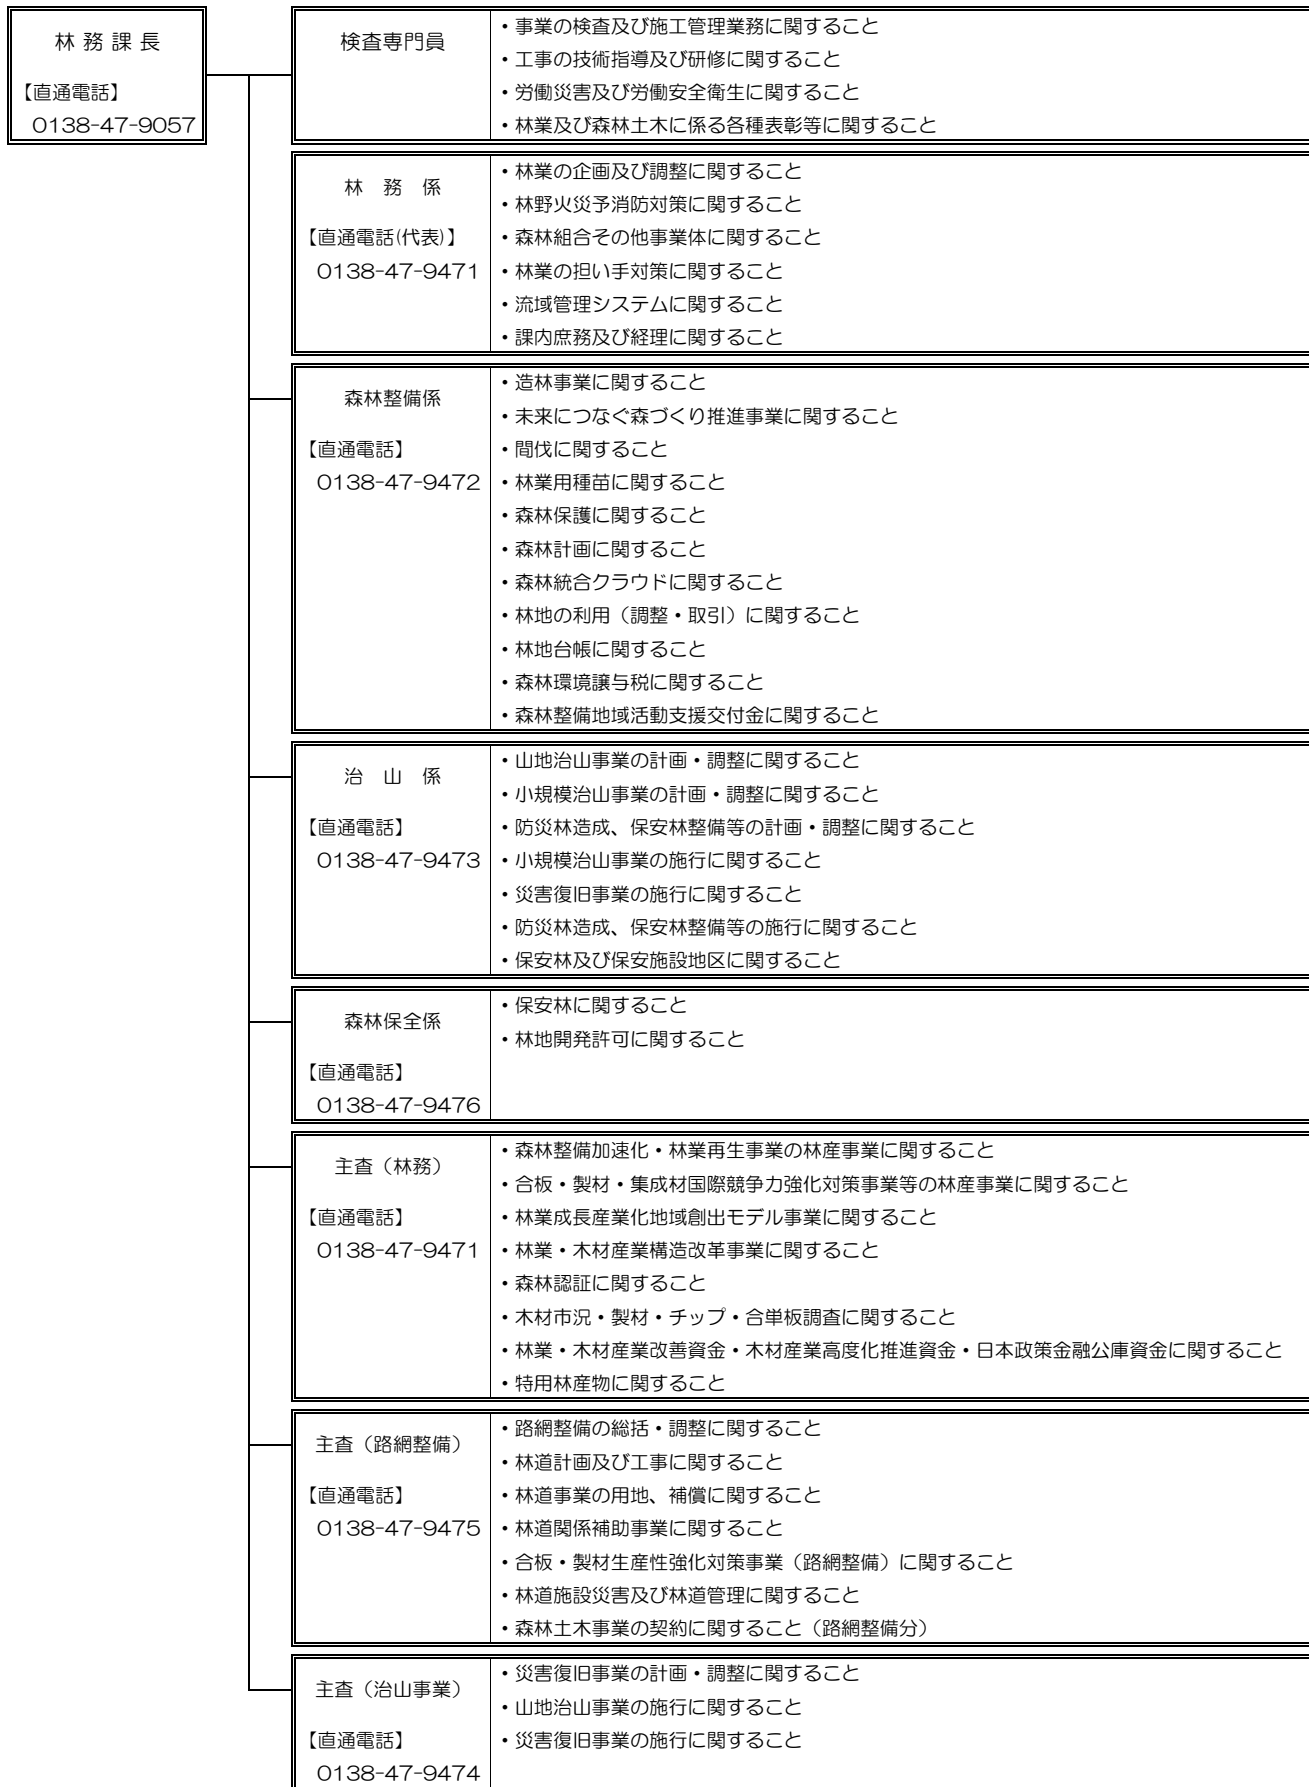 林 務 課 長
【直通電話】
0138-47-9057
検査専門員
・事業の検査及び施工管理業務に関すること
・工事の技術指導及び研修に関すること
・労働災害及び労働安全衛生に関すること
・林業及び森林土木に係る各種表彰等に関すること
林　務　係
【直通電話(代表)】
0138-47-9471
・林業の企画及び調整に関すること
・林野火災予消防対策に関すること
・森林組合その他事業体に関すること
・林業の担い手対策に関すること
・流域管理システムに関すること
・課内庶務及び経理に関すること
森林整備係
【直通電話】
0138-47-9472
・造林事業に関すること
・未来につなぐ森づくり推進事業に関すること
・間伐に関すること
・林業用種苗に関すること
・森林保護に関すること
・森林計画に関すること
・森林統合クラウドに関すること
・林地の利用（調整・取引）に関すること
・林地台帳に関すること
・森林環境譲与税に関すること
・森林整備地域活動支援交付金に関すること
治　山　係
【直通電話】
0138-47-9473
・山地治山事業の計画・調整に関すること
・小規模治山事業の計画・調整に関すること
・防災林造成、保安林整備等の計画・調整に関すること
・小規模治山事業の施行に関すること
・災害復旧事業の施行に関すること
・防災林造成、保安林整備等の施行に関すること
・保安林及び保安施設地区に関すること
森林保全係
【直通電話】
0138-47-9476
・保安林に関すること
・林地開発許可に関すること
主査（林務）
【直通電話】
0138-47-9471
・森林整備加速化・林業再生事業の林産事業に関すること
・合板・製材・集成材国際競争力強化対策事業等の林産事業に関すること
・林業成長産業化地域創出モデル事業に関すること
・林業・木材産業構造改革事業に関すること
・森林認証に関すること
・木材市況・製材・チップ・合単板調査に関すること
・林業・木材産業改善資金・木材産業高度化推進資金・日本政策金融公庫資金に関すること
・特用林産物に関すること
主査（路網整備）
【直通電話】
0138-47-9475
・路網整備の総括・調整に関すること
・林道計画及び工事に関すること
・林道事業の用地、補償に関すること
・林道関係補助事業に関すること
・合板・製材生産性強化対策事業（路網整備）に関すること
・林道施設災害及び林道管理に関すること
・森林土木事業の契約に関すること（路網整備分）
主査（治山事業）
【直通電話】
0138-47-9474
・災害復旧事業の計画・調整に関すること
・山地治山事業の施行に関すること
・災害復旧事業の施行に関すること